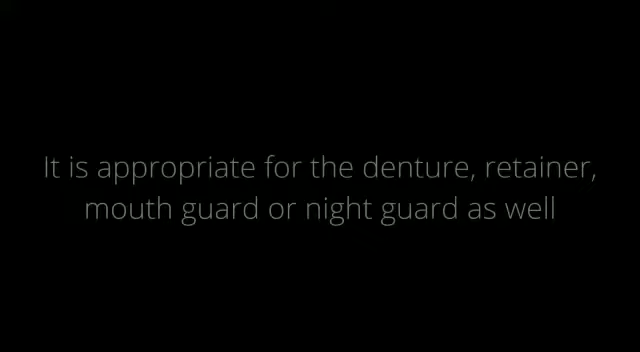 It is appropriate for the denture, retainer,
mouth guard or night guard as well